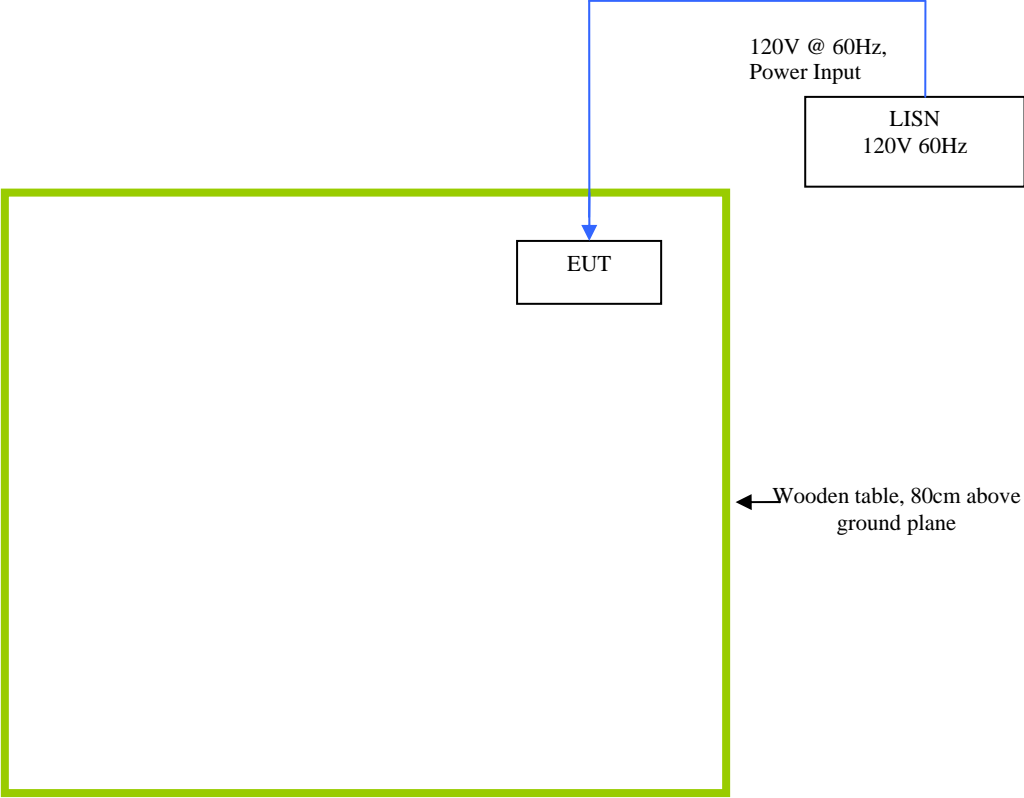 120V @ 60Hz,
Power Input
LISN
120V 60Hz
EUT
Wooden table, 80cm above
ground plane